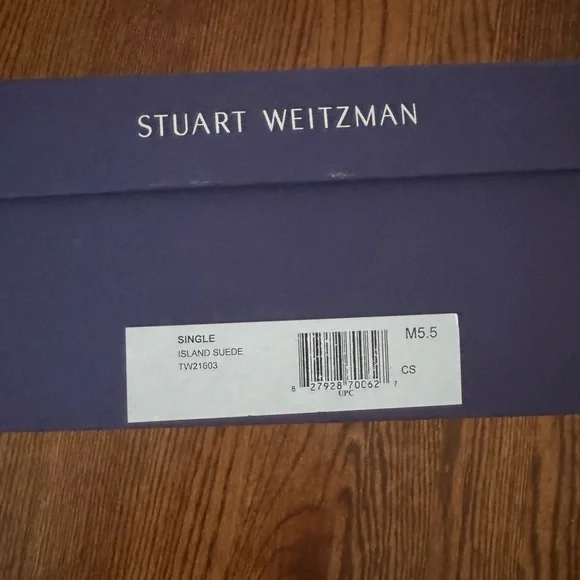 STUART WEITZMAN
SINGLE
ISLAND SUEDE
TW21603
M5.5
CS
8 27928 70062 7
UPC